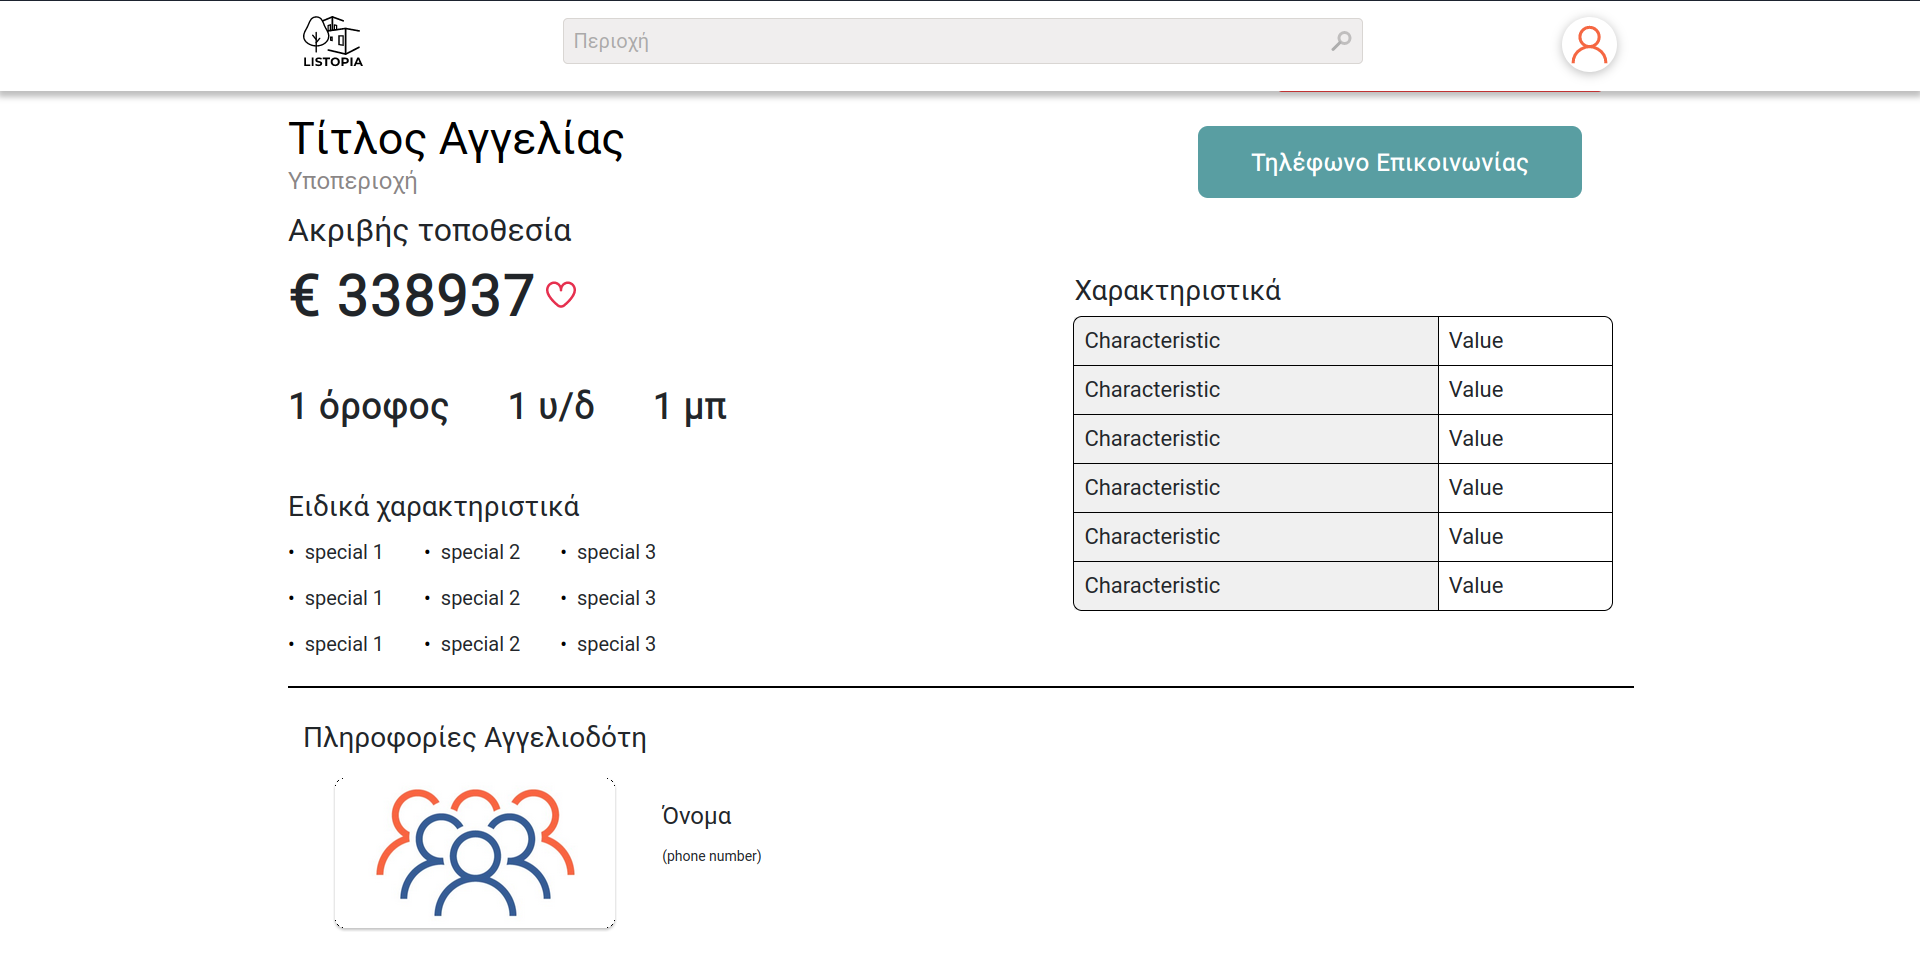 LISTOPIA
Περιοχή
Τίτλος Αγγελίας
Υποπεριοχή
Ακριβής τοποθεσία
€ 338937
1 όροφος 1 υ/δ 1 μπ
Ειδικά χαρακτηριστικά
• special 1 • special 2 • special 3
• special 1 • special 2 • special 3
• special 1 • special 2 • special 3
Τηλέφωνο Επικοινωνίας
Χαρακτηριστικά
Characteristic Value
Characteristic Value
Characteristic Value
Characteristic Value
Characteristic Value
Characteristic Value
Πληροφορίες Αγγελιοδότη
Όνομα
(phone number)